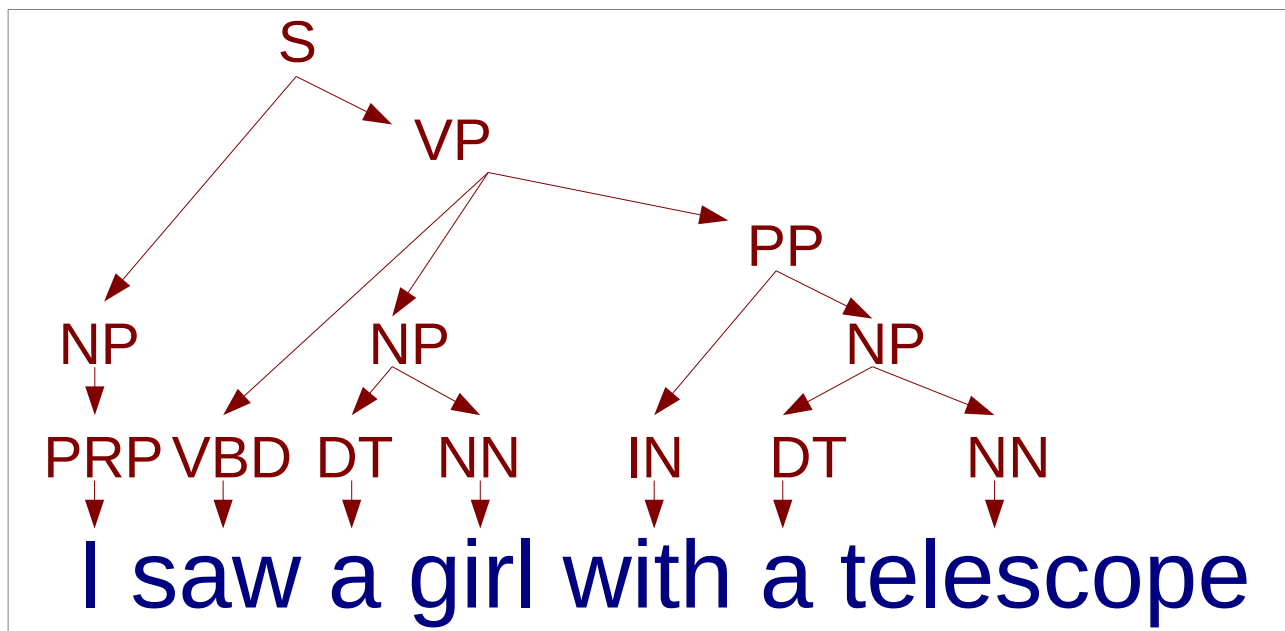 S
VP
PP
NP NP NP
PRP VBD DT NN IN DT NN
I saw a girl with a telescope